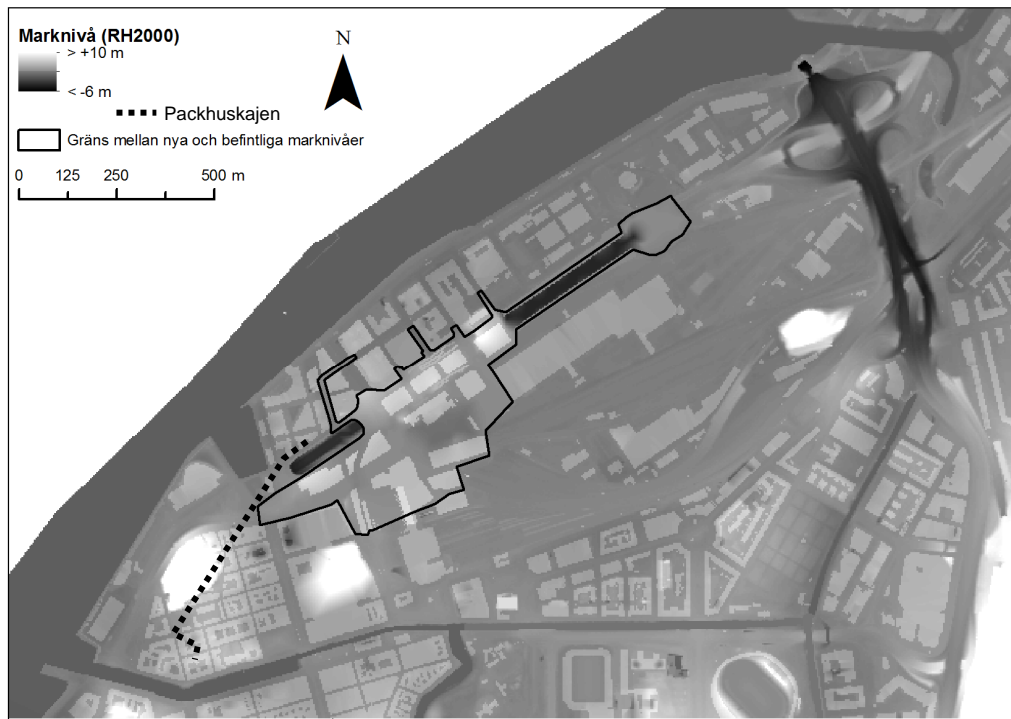 Marknivå (RH2000)
> +10 m
< -6 m
Packhuskajen
Gräns mellan nya och befintliga marknivåer
0 125 250 500 m
N